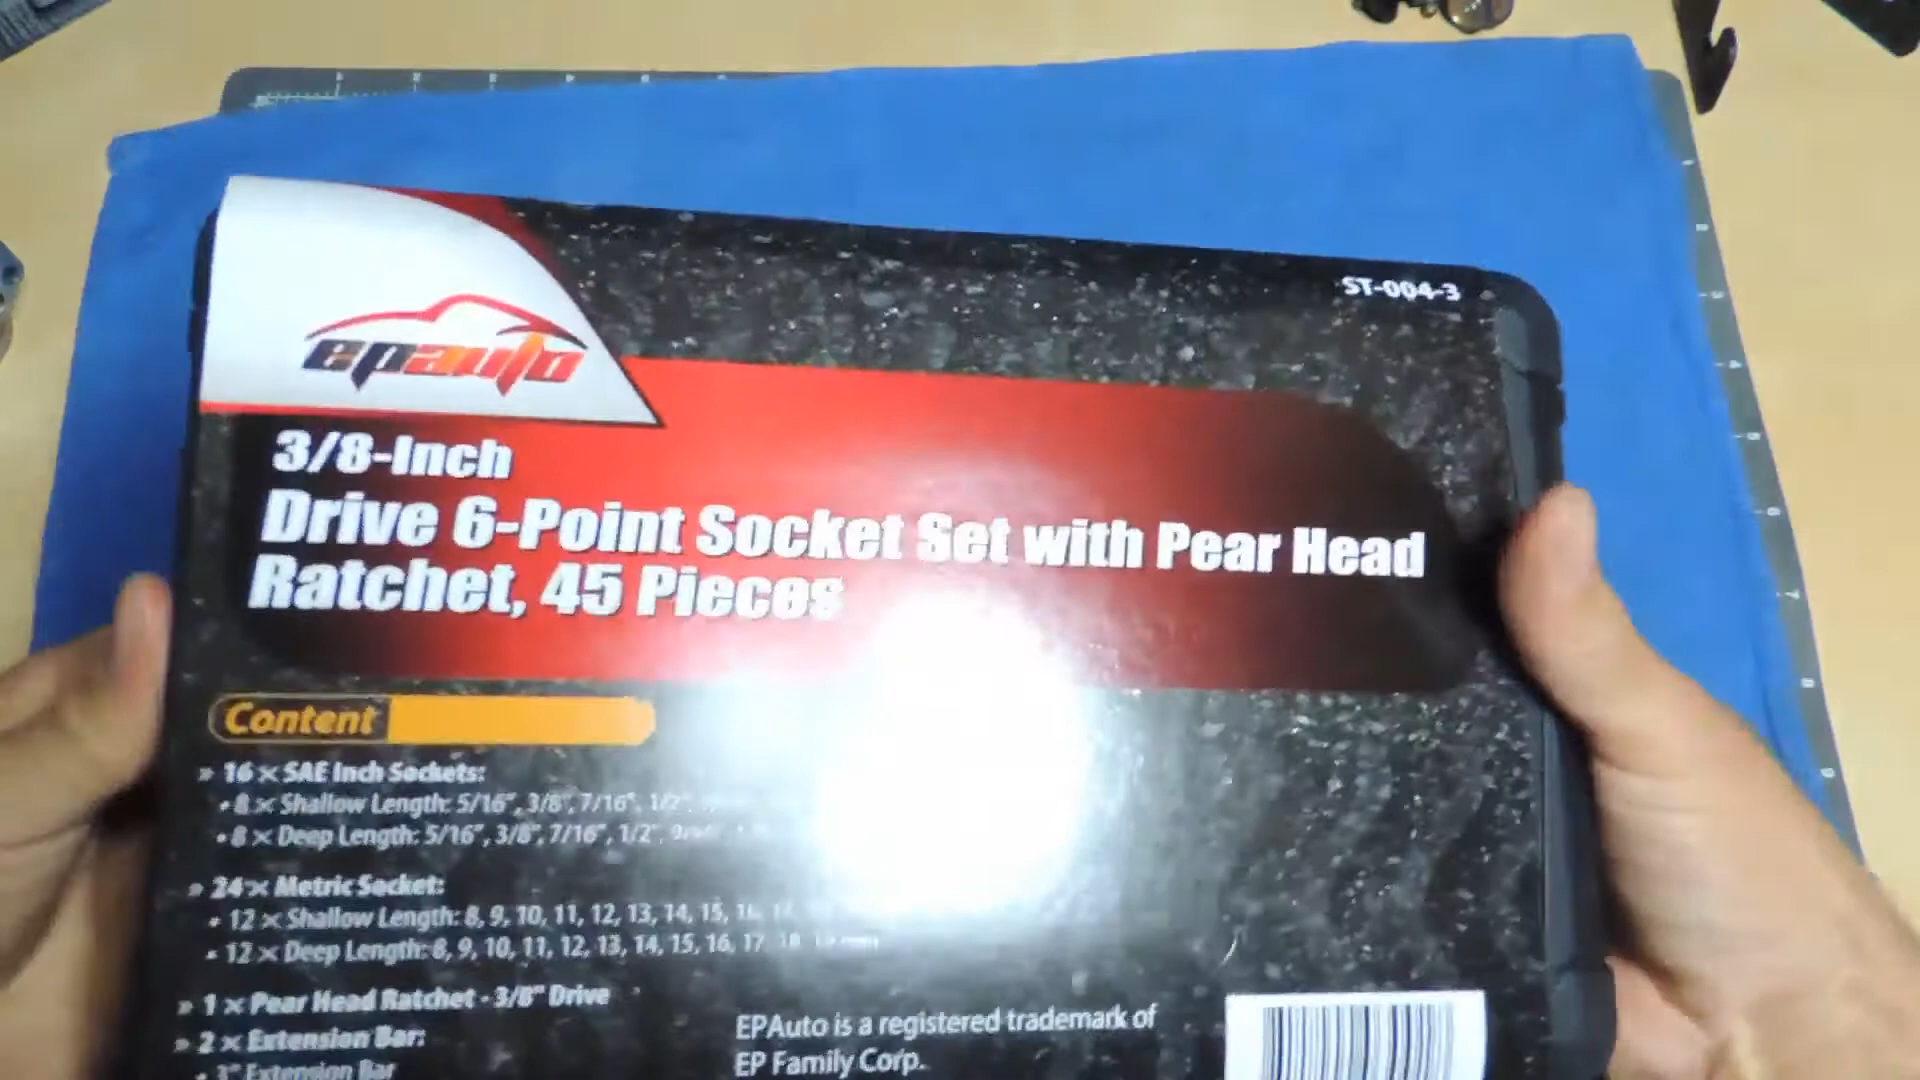 epauto
ST-004-3
3/8-Inch
Drive 6-Point Socket Set with Pear Head
Ratchet, 45 Pieces
Content
» 16 × SAE Inch Sockets:
• 8 × Shallow Length: 5/16", 3/8", 7/16", 1/2",
• 8 × Deep Length: 5/16", 3/8", 7/16", 1/2",
» 24 × Metric Socket:
• 12 × Shallow Length: 8, 9, 10, 11, 12, 13, 14, 15,
• 12 × Deep Length: 8, 9, 10, 11, 12, 13, 14, 15, 16, 17
» 1 × Pear Head Ratchet - 3/8" Drive
» 2 × Extension Bar:
• 3" Extension Bar
EPAuto is a registered trademark of
EP Family Corp.